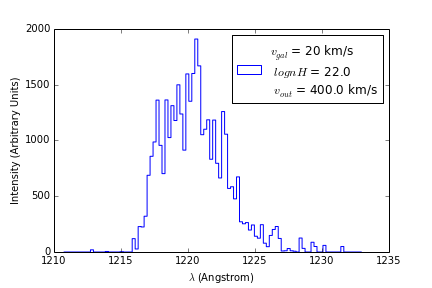 2000
1500
1000
500
0
Intensity (Arbitrary Units)
v_gal = 20 km/s
lognH = 22.0
v_out = 400.0 km/s
1210 1215 1220 1225 1230 1235
λ (Angstrom)